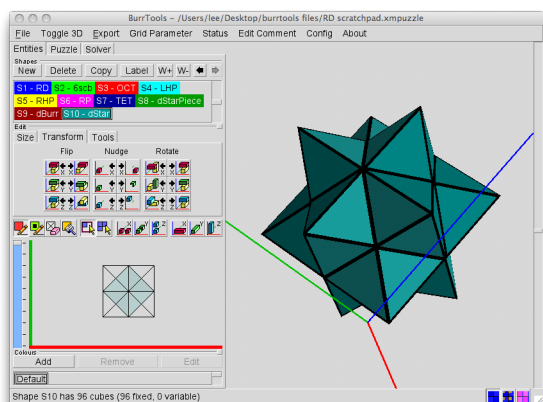 BurrTools - /Users/lee/Desktop/burrtools files/RD scratchpad.xmpuzzle
File Toggle 3D Export Grid Parameter Status Edit Comment Config About
Entities Puzzle Solver
Shapes
New Delete Copy Label W+ W-
S1 - RD S2 - 6scb S3 - OCT S4 - LHP
S5 - RHP S6 - RP S7 - TET S8 - dStarPiece
S9 - dBurr S10 - dStar
Edit
Size Transform Tools
Flip Nudge Rotate
X X X
Y Y Y
Z Z Z
X Y Z X Y Z
Colours
Add Remove Edit
Default
Shape S10 has 96 cubes (96 fixed, 0 variable)